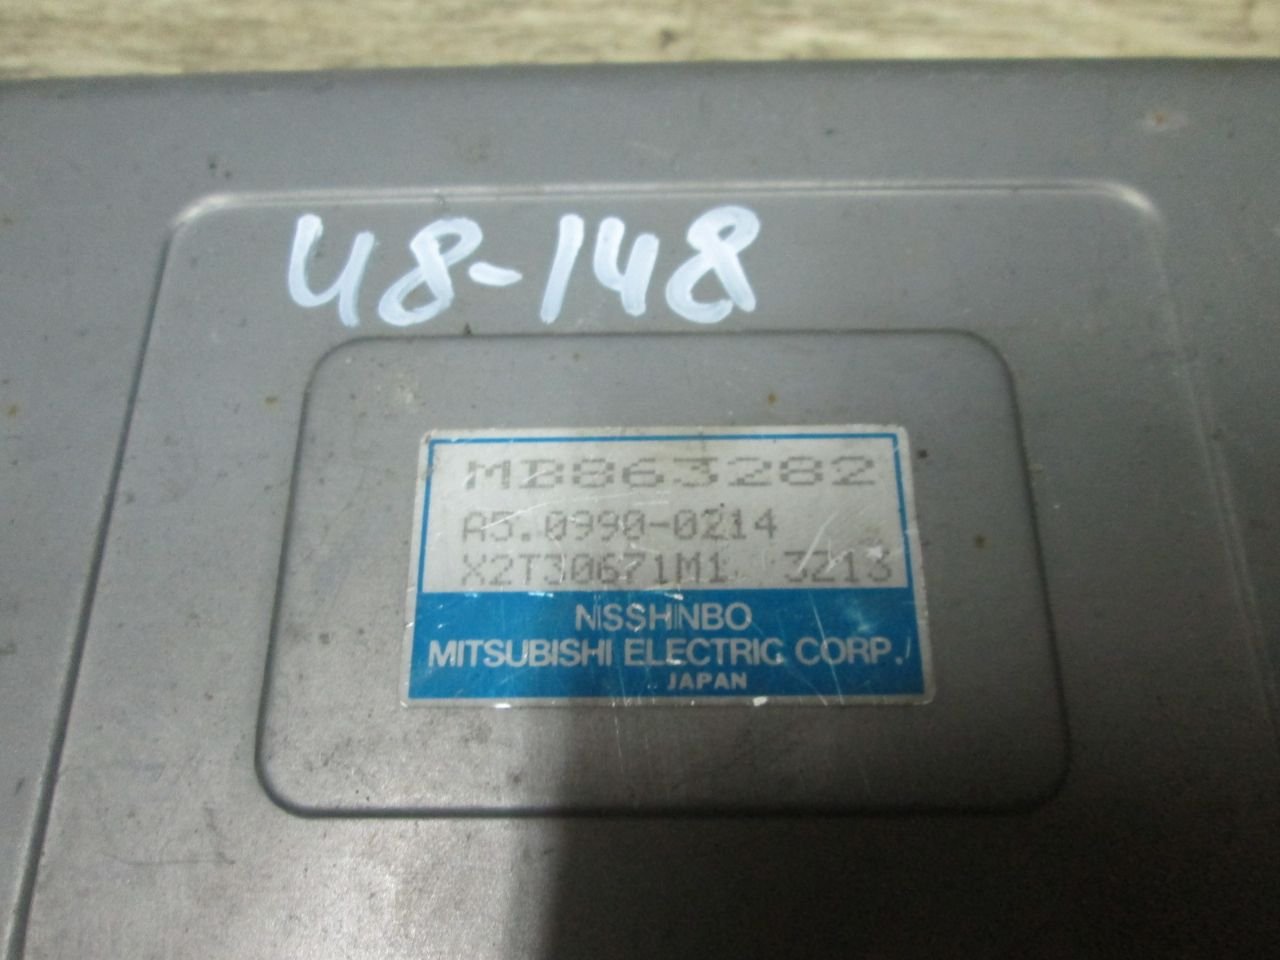 48-148
MB863282
A5.0990-0214
X2T30671M1 3213
NISSHINBO
MITSUBISHI ELECTRIC CORP.
JAPAN